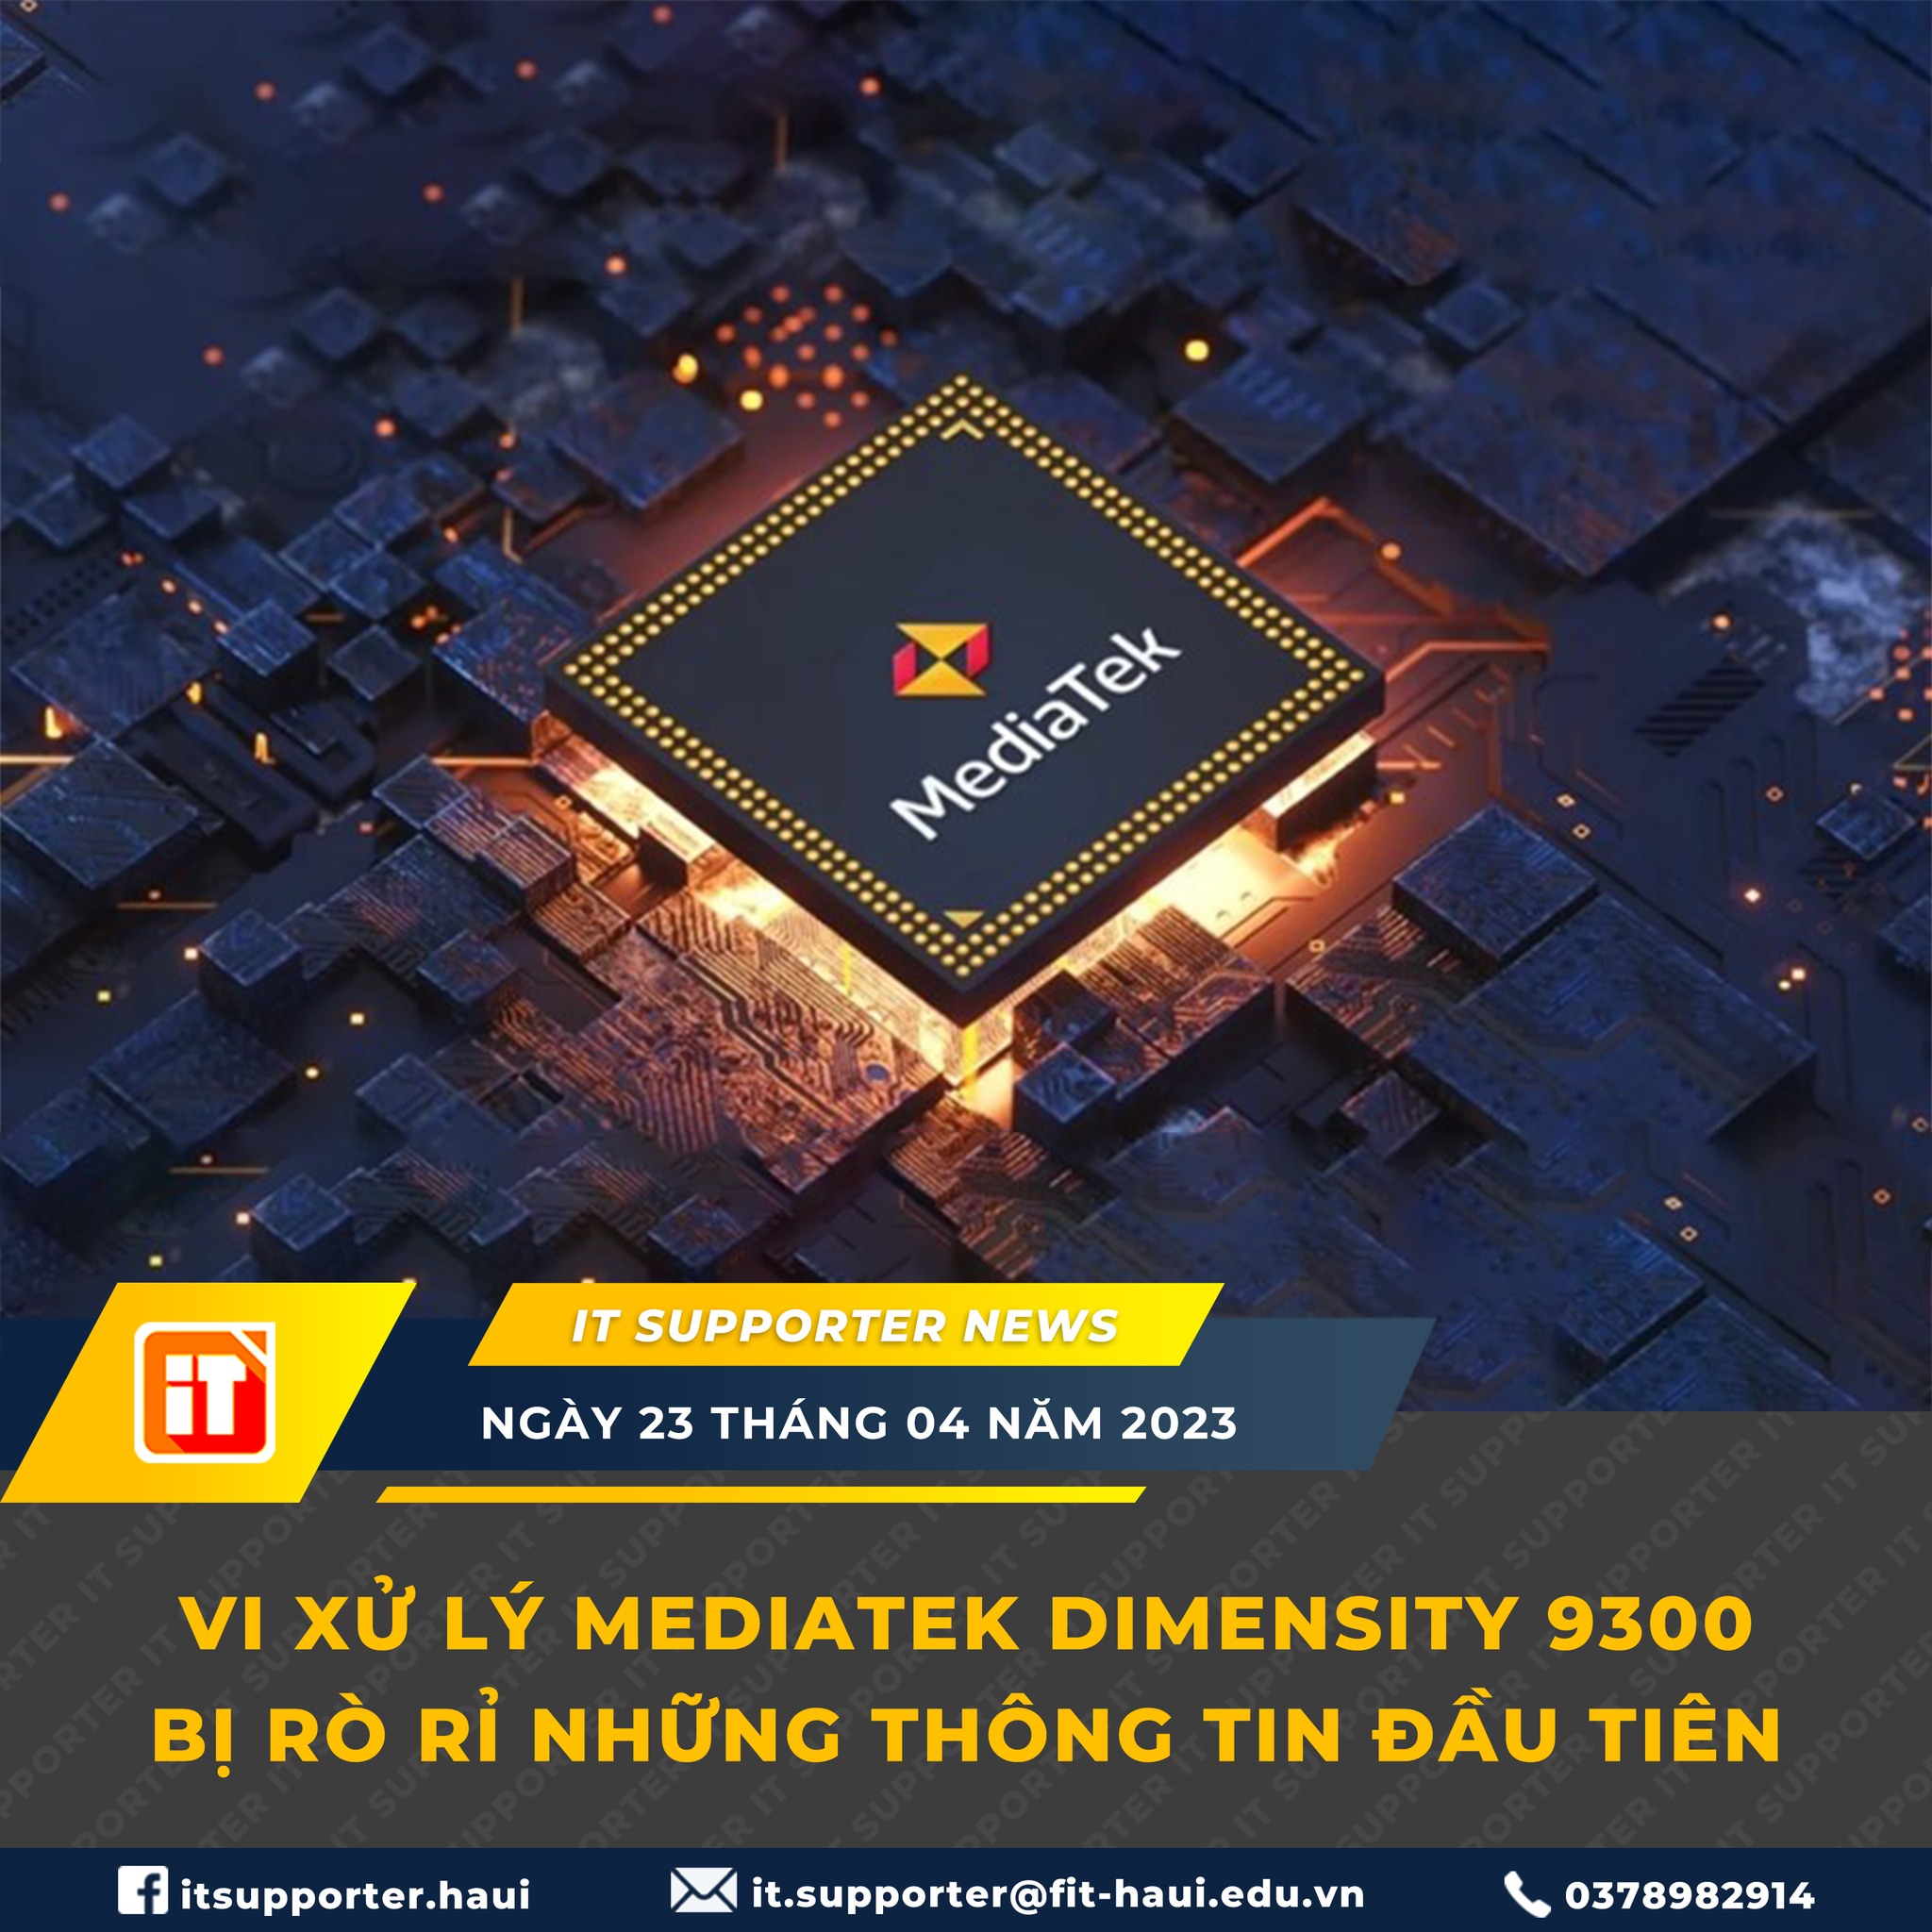 MediaTek
iT
IT SUPPORTER NEWS
NGÀY 23 THÁNG 04 NĂM 2023
VI XỬ LÝ MEDIATEK DIMENSITY 9300
BỊ RÒ RỈ NHỮNG THÔNG TIN ĐẦU TIÊN
itsupporter.haui
it.supporter@fit-haui.edu.vn
0378982914